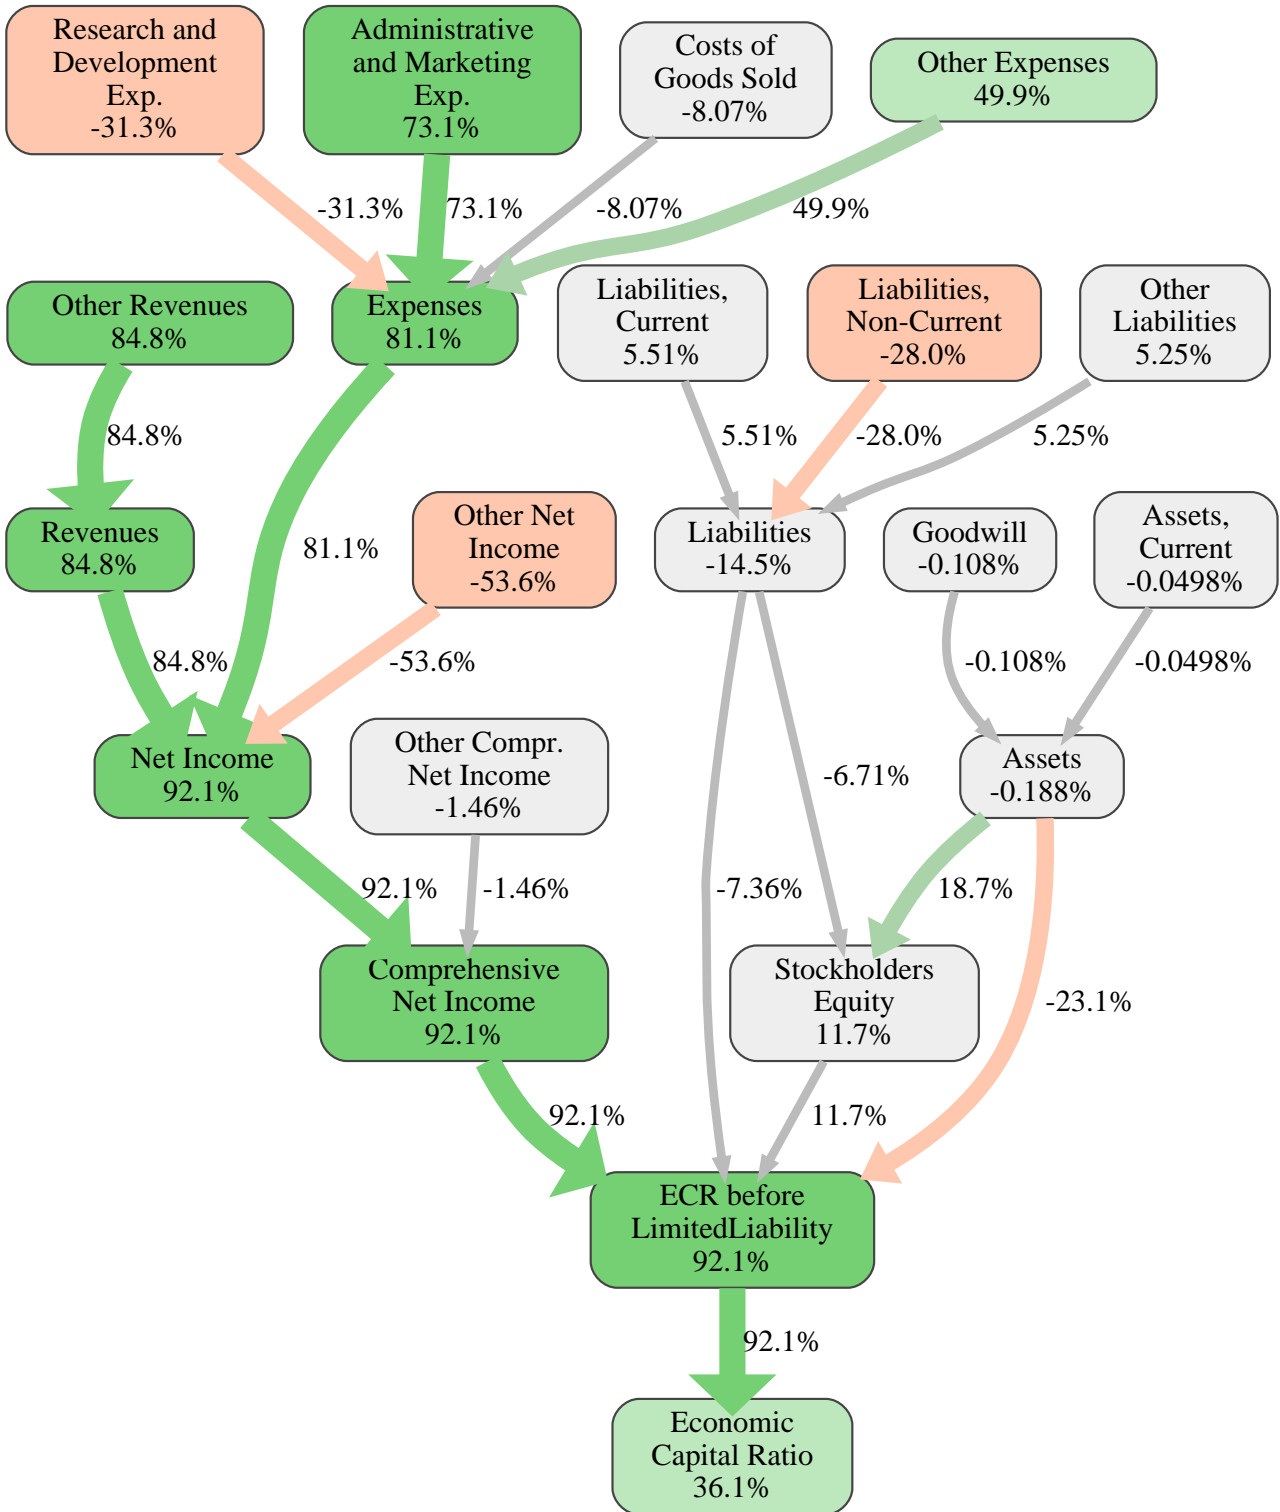 Research and
Development
Exp.
-31.3%
Administrative
and Marketing
Exp.
73.1%
Costs of
Goods Sold
-8.07%
Other Expenses
49.9%
-31.3%
73.1%
-8.07%
49.9%
Other Revenues
84.8%
Expenses
81.1%
Liabilities,
Current
5.51%
Liabilities,
Non-Current
-28.0%
Other
Liabilities
5.25%
84.8%
5.51%
-28.0%
5.25%
Revenues
84.8%
81.1%
Other Net
Income
-53.6%
Liabilities
-14.5%
Goodwill
-0.108%
Assets,
Current
-0.0498%
84.8%
-53.6%
-0.108%
-0.0498%
Net Income
92.1%
Other Compr.
Net Income
-1.46%
-6.71%
Assets
-0.188%
92.1%
-1.46%
-7.36%
18.7%
Comprehensive
Net Income
92.1%
Stockholders
Equity
11.7%
-23.1%
92.1%
11.7%
ECR before
LimitedLiability
92.1%
92.1%
Economic
Capital Ratio
36.1%